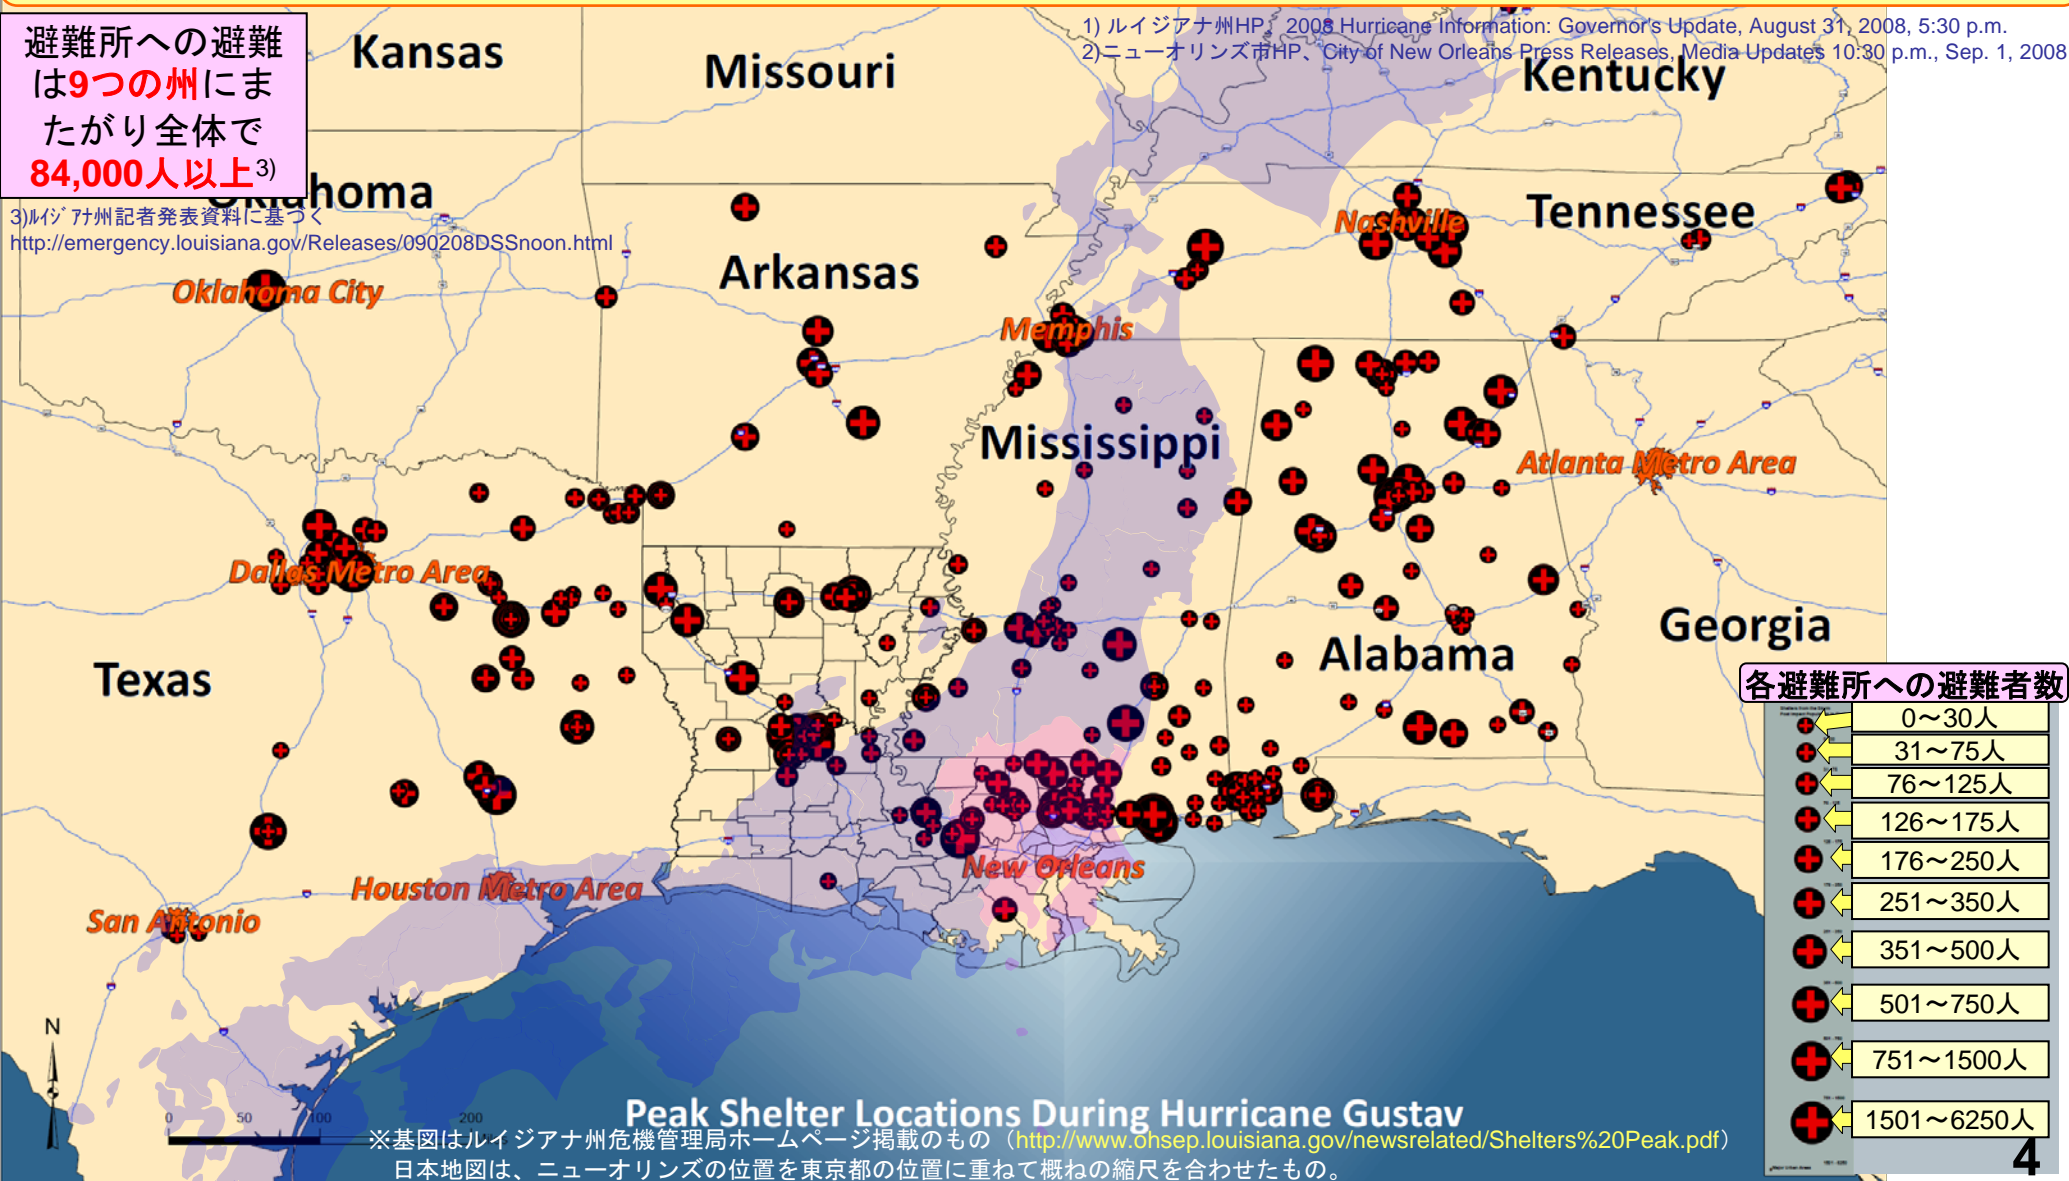 1) ルイジアナ州HP、2008 Hurricane Information: Governor's Update, August 31, 2008, 5:30 p.m.
2)ニューオリンズ市HP、City of New Orleans Press Releases, Media Updates 10:30 p.m., Sep. 1, 2008
避難所への避難
は9つの州にま
たがり全体で
84,000人以上3)
3)ﾙｲｼﾞｱﾅ州記者発表資料に基づく
http://emergency.louisiana.gov/Releases/090208DSSnoon.html
Kansas
Missouri
Kentucky
Oklahoma
Tennessee
Nashville
Arkansas
Oklahoma City
Memphis
Mississippi
Atlanta Metro Area
Dallas Metro Area
Georgia
Alabama
Texas
New Orleans
Houston Metro Area
San Antonio
各避難所への避難者数
0～30人
31～75人
76～125人
126～175人
176～250人
251～350人
351～500人
501～750人
751～1500人
1501～6250人
N
0 50 100 200
Peak Shelter Locations During Hurricane Gustav
※基図はルイジアナ州危機管理局ホームページ掲載のもの（http://www.ohsep.louisiana.gov/newsrelated/Shelters%20Peak.pdf）
日本地図は、ニューオリンズの位置を東京都の位置に重ねて概ねの縮尺を合わせたもの。
4